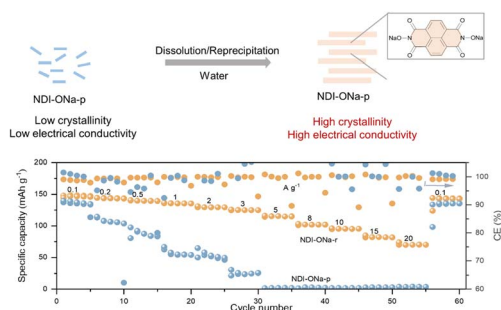 Dissolution/Reprecipitation
Water
O
O
NaO-N
N-ONa
O
O
NDI-ONa-p
NDI-ONa-p
Low crystallinity
Low electrical conductivity
High crystallinity
High electrical conductivity
Specific capacity (mAh g⁻¹)
200
150
100
50
0
0.1
0.2
0.5
1
2
3
5
8
10
15
20
0.1
A g⁻¹
NDI-ONa-r
NDI-ONa-p
100
90
80
70
60
CE (%)
0
10
20
30
40
50
60
Cycle number